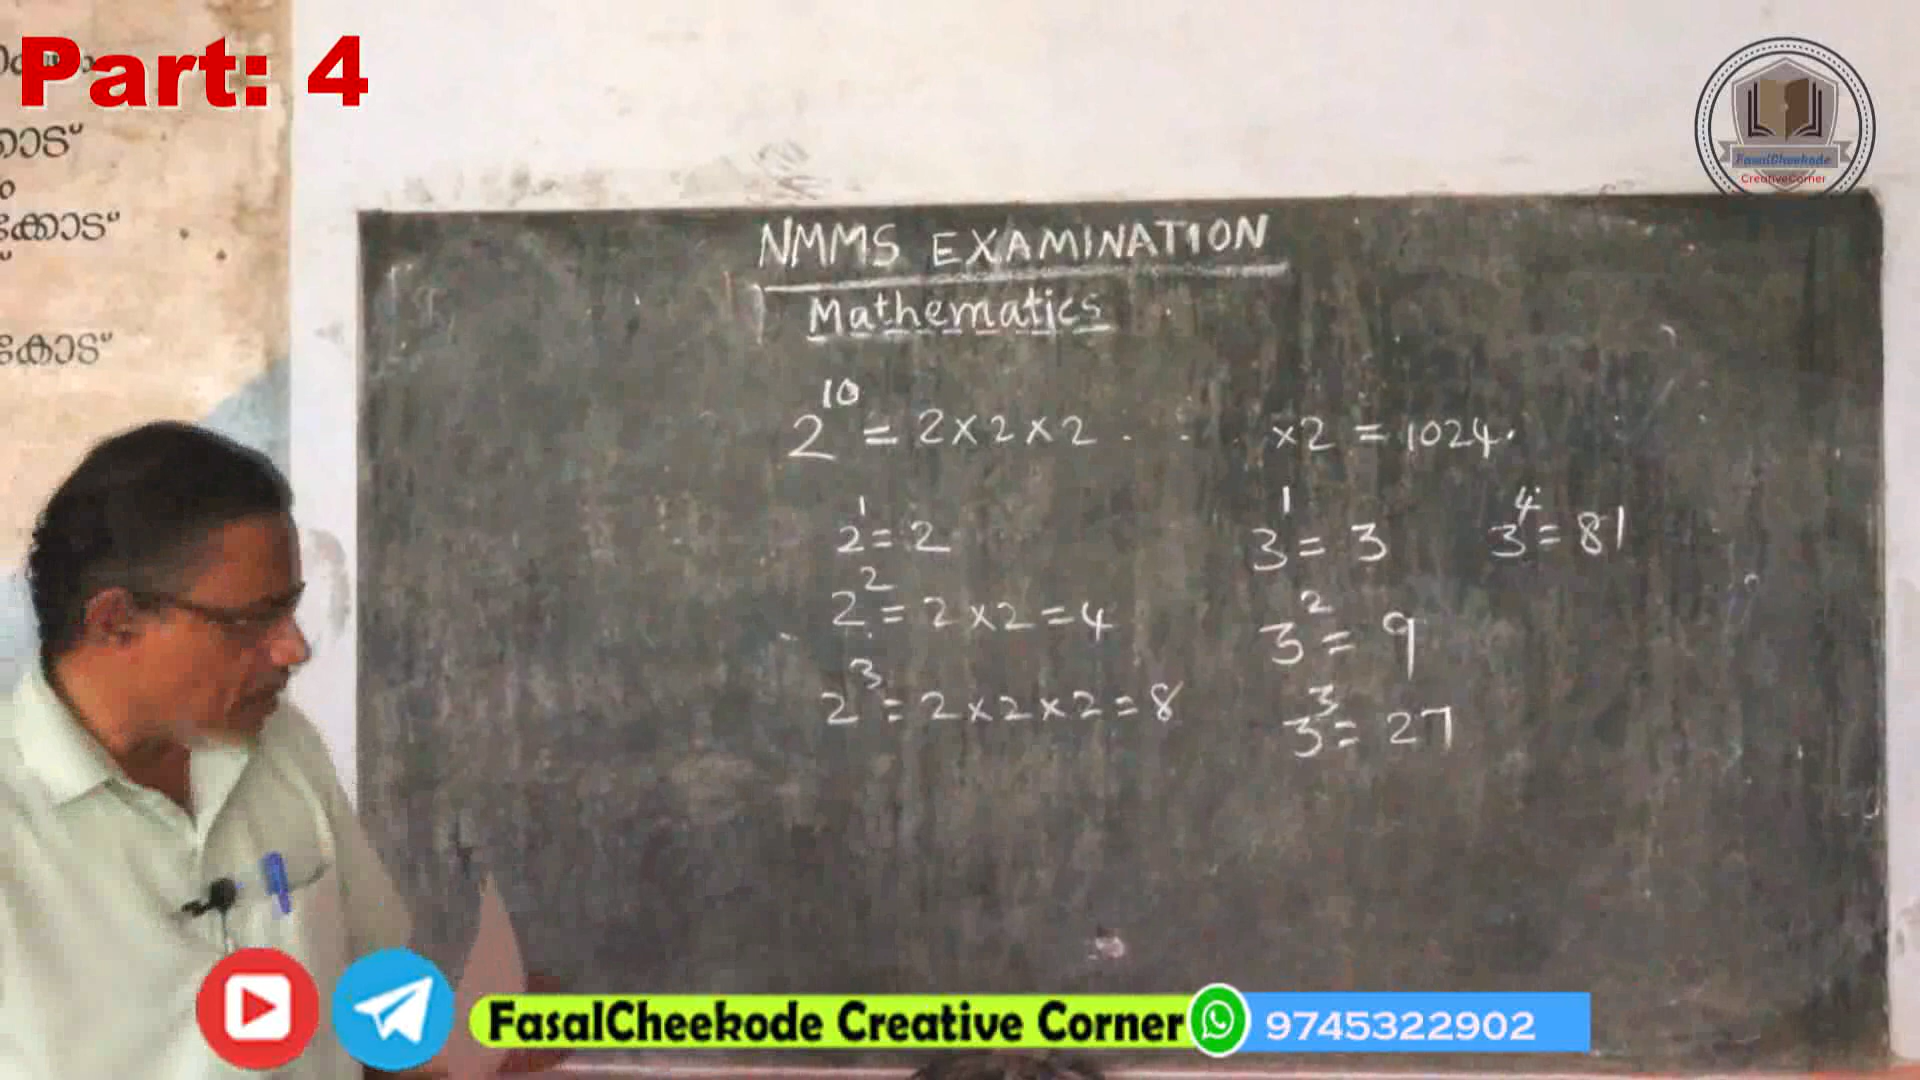 Part: 4
FasalCheekode
CreativeCorner
ക്കോട്
കോട്
NMMS EXAMINATION
Mathematics
2^10 = 2×2×2 . . . ×2 = 1024.
2^1 = 2
2^2 = 2×2=4
2^3 = 2×2×2=8
3^1 = 3
3^2 = 9
3^3 = 27
3^4 = 81
FasalCheekode Creative Corner
9745322902